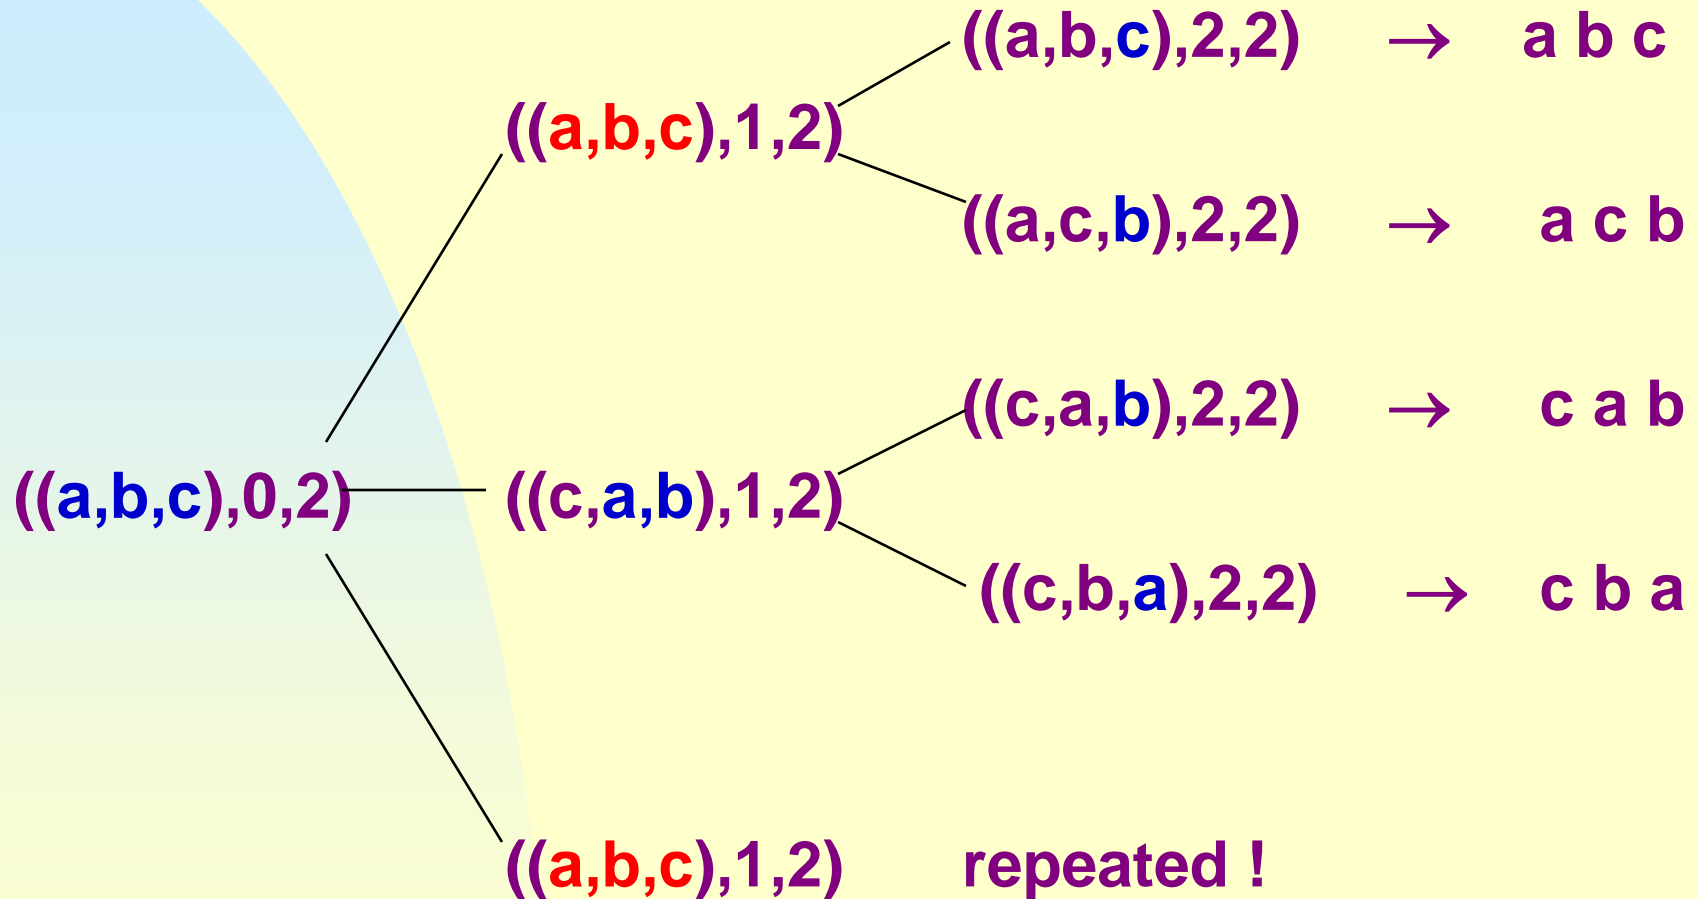 ((a,b,c),2,2) → a b c
((a,b,c),1,2)
((a,c,b),2,2) → a c b
((c,a,b),2,2) → c a b
((a,b,c),0,2) ((c,a,b),1,2)
((c,b,a),2,2) → c b a
((a,b,c),1,2) repeated !